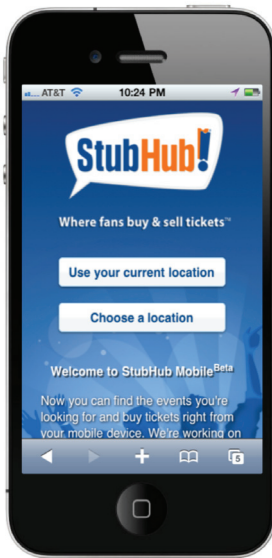 AT&T 10:24 PM
StubHub!
Where fans buy & sell tickets™
Use your current location
Choose a location
Welcome to StubHub Mobile Beta
Now you can find the events you're
looking for and buy tickets right from
your mobile device. We're working on
5